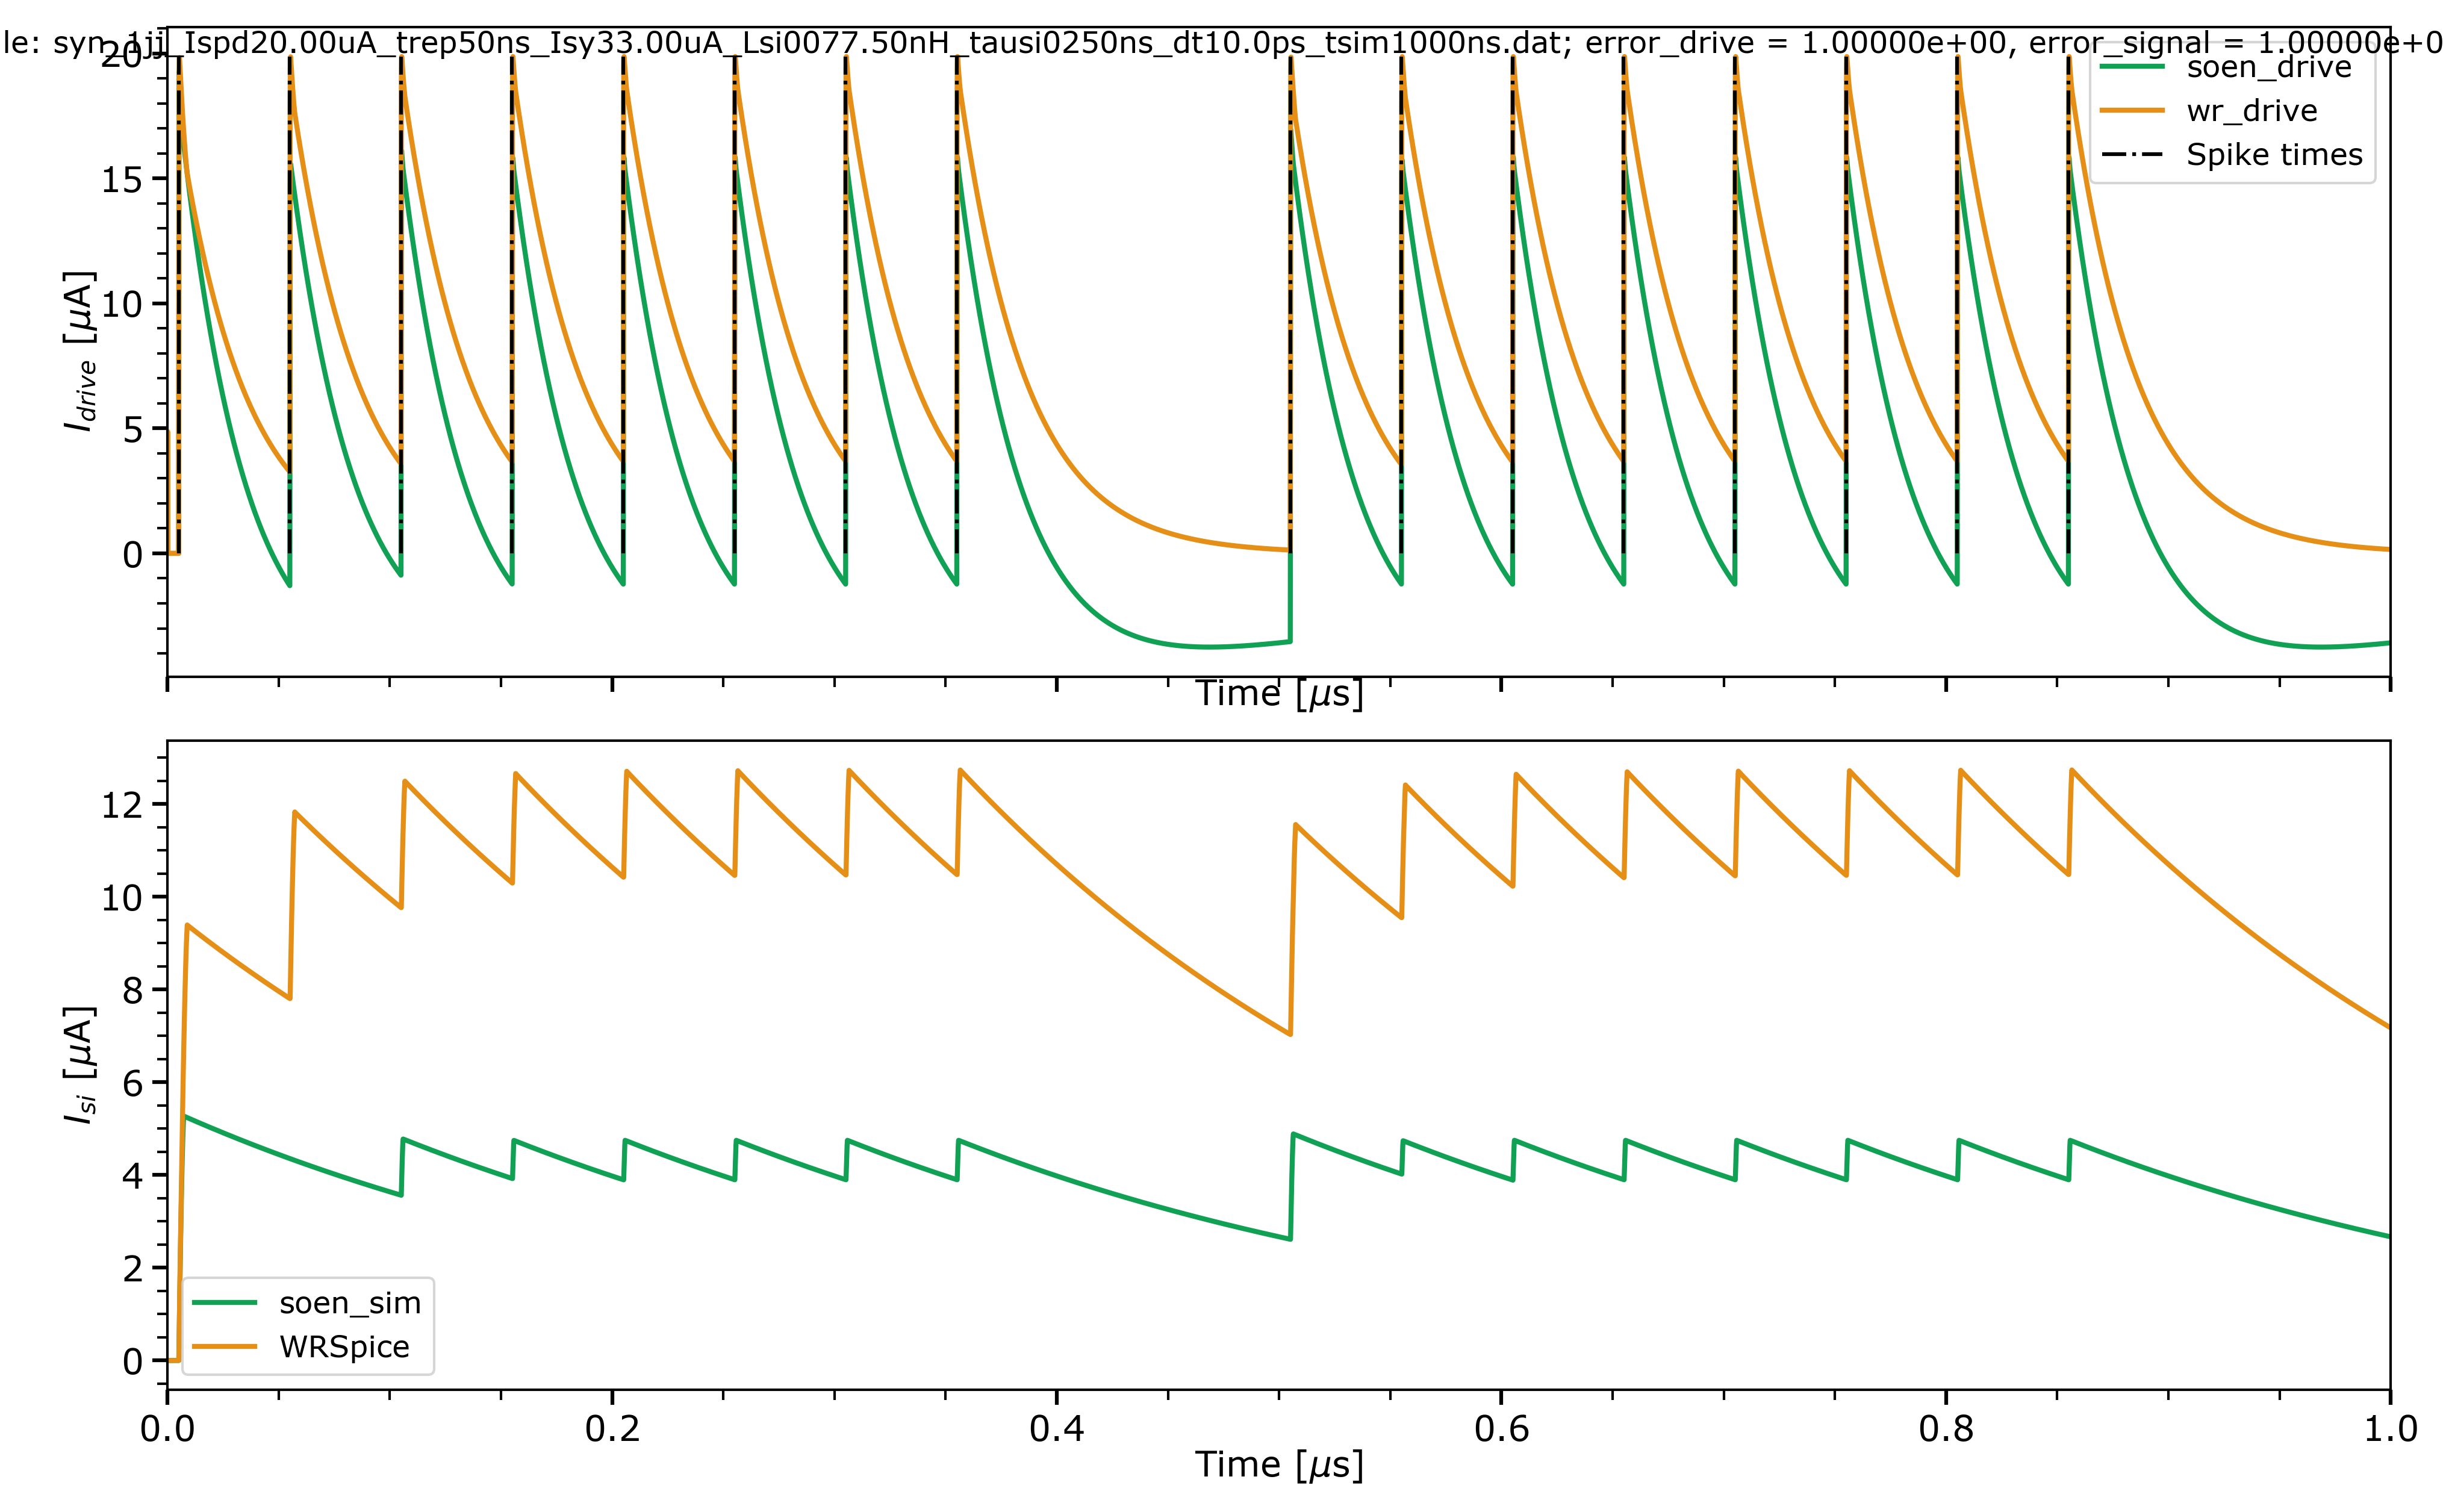 le: syn_1jj_Ispd20.00uA_trep50ns_Isy33.00uA_Lsi0077.50nH_tausi0250ns_dt10.0ps_tsim1000ns.dat; error_drive = 1.00000e+00, error_signal = 1.00000e+0
20
15
10
5
0
I_drive [μA]
soen_drive
wr_drive
Spike times
Time [μs]
12
10
8
6
4
2
0
I_si [μA]
soen_sim
WRSpice
0.0 0.2 0.4 0.6 0.8 1.0
Time [μs]